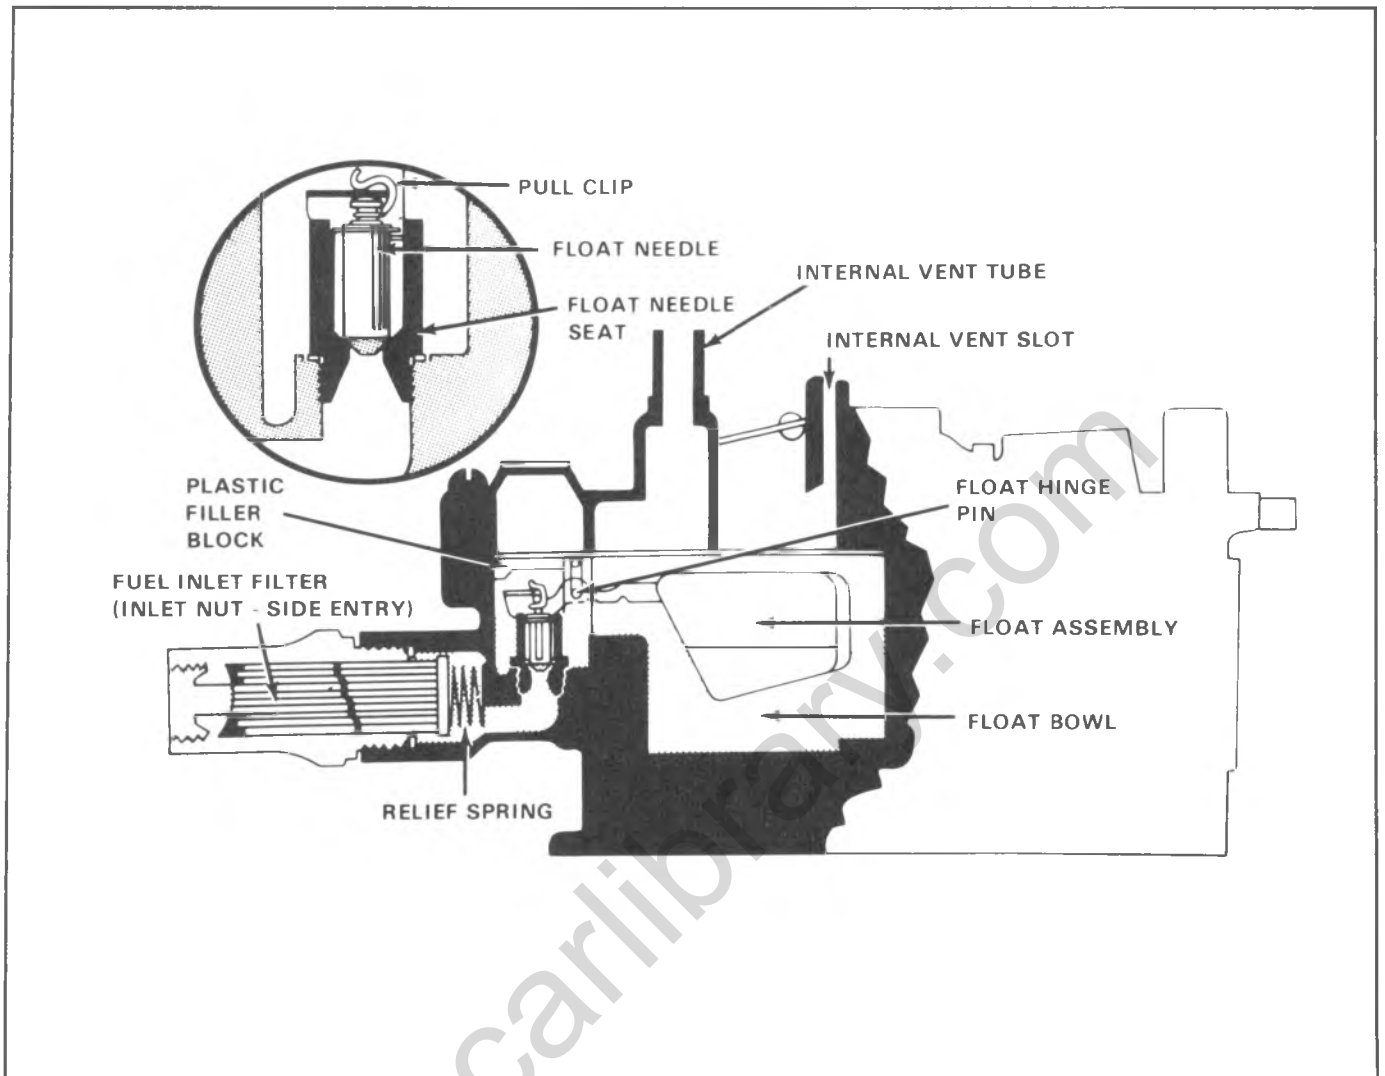 PULL CLIP
FLOAT NEEDLE
FLOAT NEEDLE
SEAT
INTERNAL VENT TUBE
INTERNAL VENT SLOT
PLASTIC
FILLER
BLOCK
FLOAT HINGE
PIN
FUEL INLET FILTER
(INLET NUT - SIDE ENTRY)
FLOAT ASSEMBLY
FLOAT BOWL
RELIEF SPRING
carlibrary.com